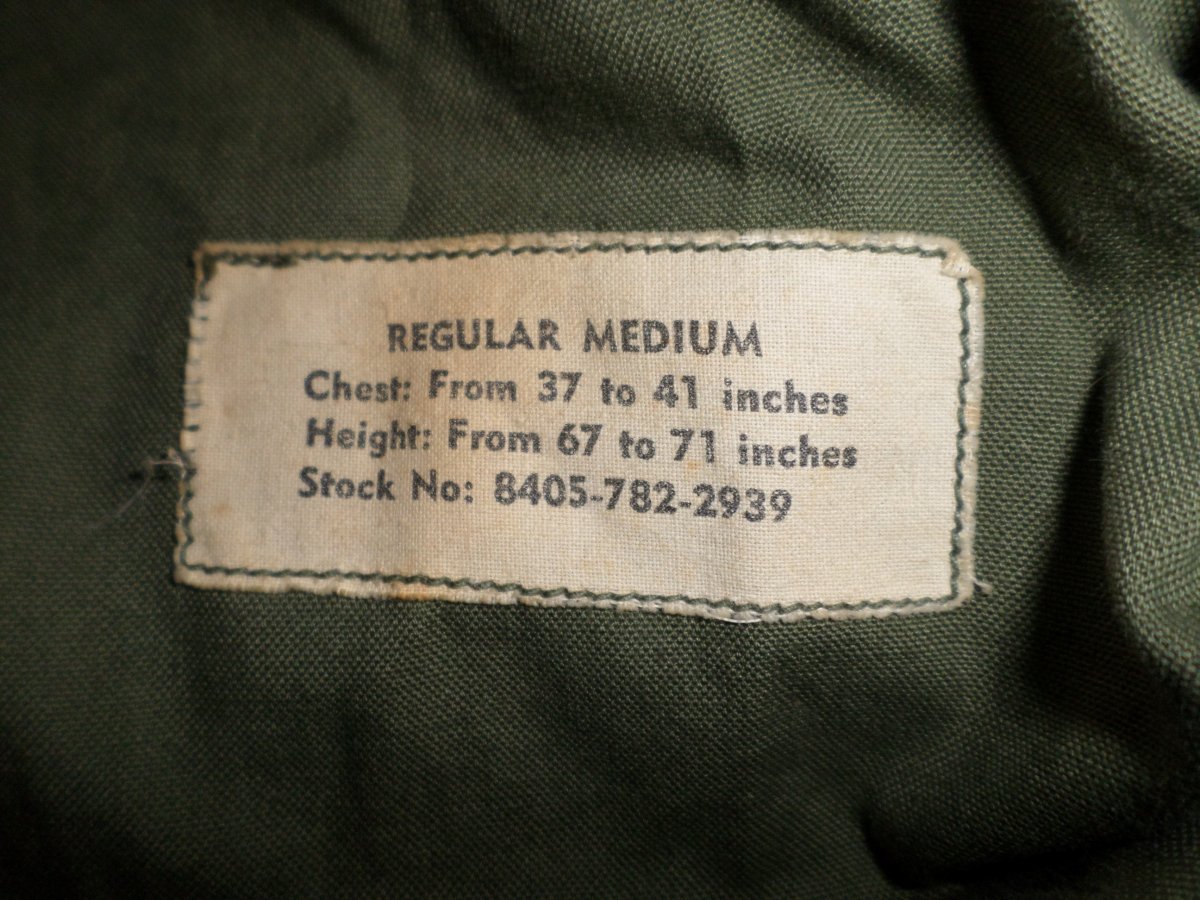 REGULAR MEDIUM
Chest: From 37 to 41 inches
Height: From 67 to 71 inches
Stock No: 8405-782-2939